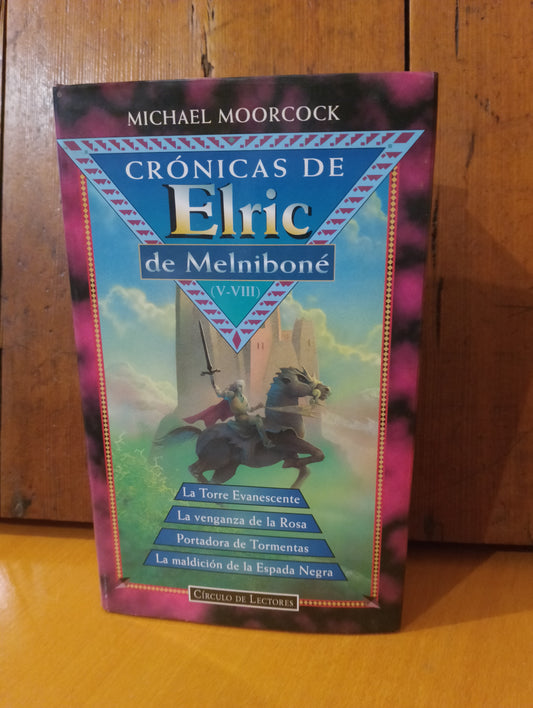 MICHAEL MOORCOCK
CRÓNICAS DE
Elric
de Melniboné
(V-VIII)
La Torre Evanescente
La venganza de la Rosa
Portadora de Tormentas
La maldición de la Espada Negra
CÍRCULO DE LECTORES